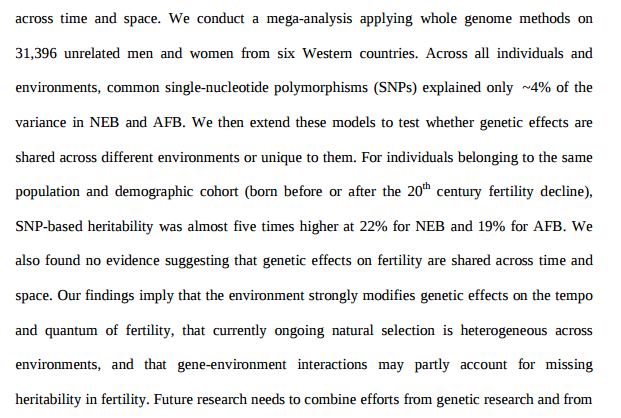 across time and space. We conduct a mega-analysis applying whole genome methods on
31,396 unrelated men and women from six Western countries. Across all individuals and
environments, common single-nucleotide polymorphisms (SNPs) explained only ~4% of the
variance in NEB and AFB. We then extend these models to test whether genetic effects are
shared across different environments or unique to them. For individuals belonging to the same
population and demographic cohort (born before or after the 20th century fertility decline),
SNP-based heritability was almost five times higher at 22% for NEB and 19% for AFB. We
also found no evidence suggesting that genetic effects on fertility are shared across time and
space. Our findings imply that the environment strongly modifies genetic effects on the tempo
and quantum of fertility, that currently ongoing natural selection is heterogeneous across
environments, and that gene-environment interactions may partly account for missing
heritability in fertility. Future research needs to combine efforts from genetic research and from